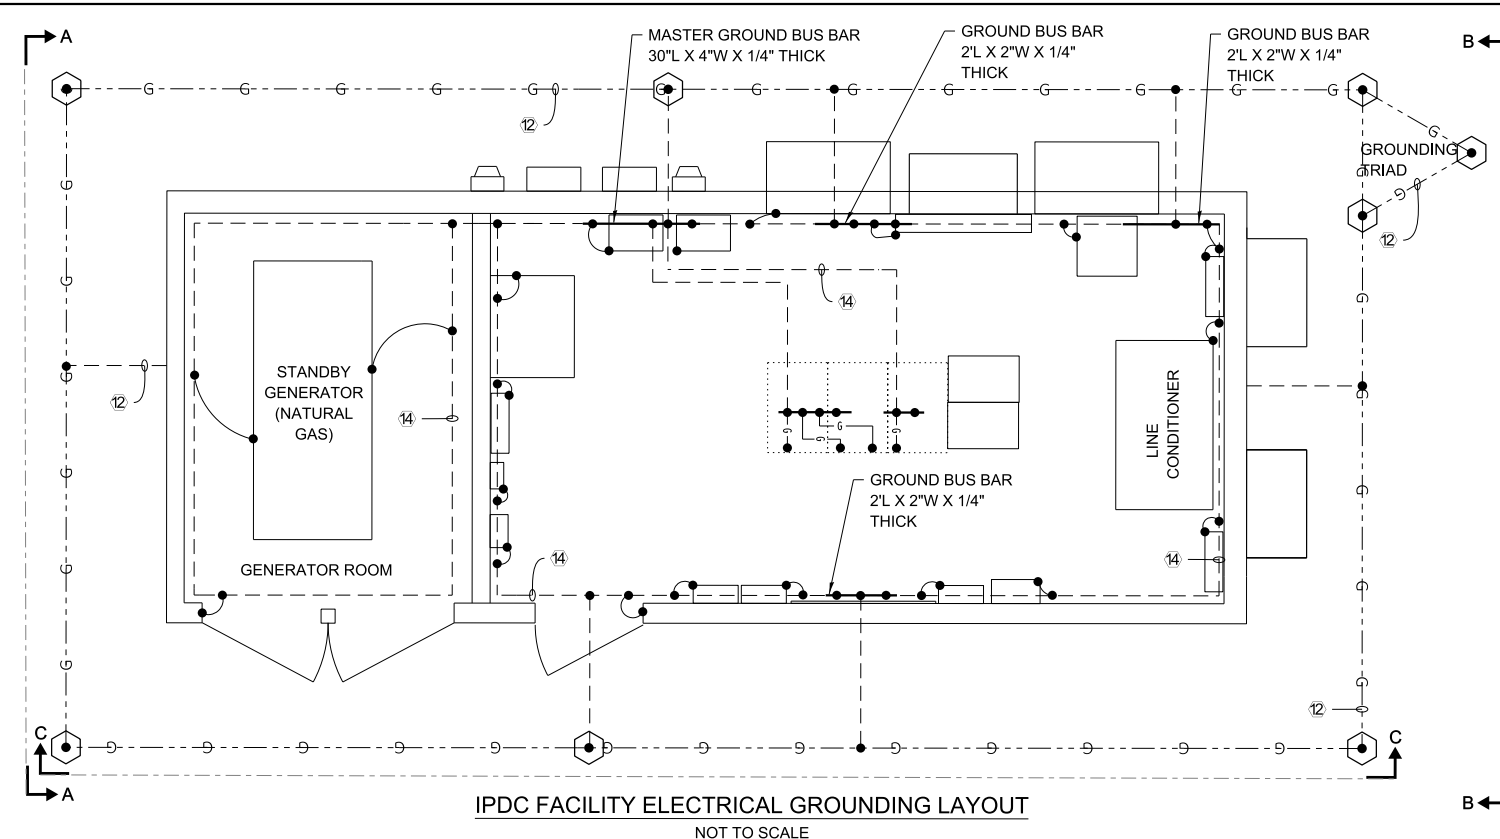 A
MASTER GROUND BUS BAR
30"L X 4"W X 1/4" THICK
GROUND BUS BAR
2'L X 2"W X 1/4"
THICK
GROUND BUS BAR
2'L X 2"W X 1/4"
THICK
B
G G G G G G G G G G G G G
12
G
GROUNDING
TRIAD
G
G
G
G
12
G
G
14
STANDBY
GENERATOR
(NATURAL
GAS)
G
G
12
14
G
G
G
G
LINE
CONDITIONER
GROUND BUS BAR
2'L X 2"W X 1/4"
THICK
G
G
14
14
GENERATOR ROOM
G
G
G
G
12
C
G G G G G G G G G G G G G
C
A
IPDC FACILITY ELECTRICAL GROUNDING LAYOUT
B
NOT TO SCALE